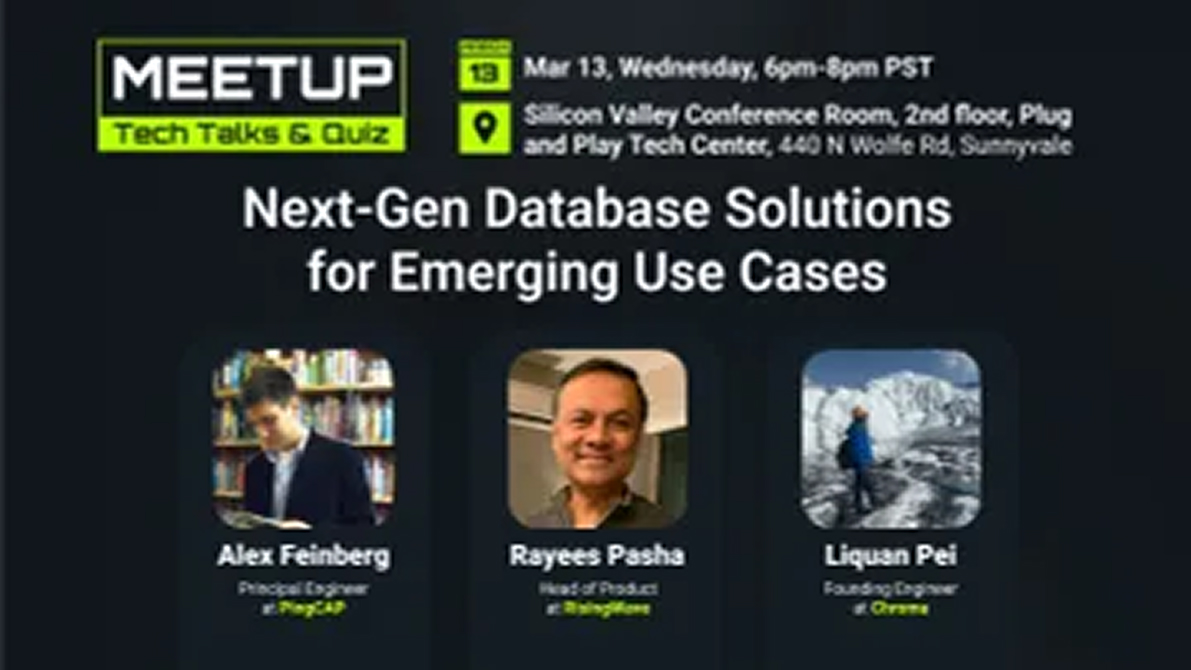 MEETUP
Tech Talks & Quiz
13
Mar 13, Wednesday, 6pm-8pm PST
Silicon Valley Conference Room, 2nd floor, Plug
and Play Tech Center, 440 N Wolfe Rd, Sunnyvale
Next-Gen Database Solutions
for Emerging Use Cases
Alex Feinberg
Principal Engineer
at PingCAP
Rayees Pasha
Head of Product
at RisingWave
Liquan Pei
Founding Engineer
at Chroma